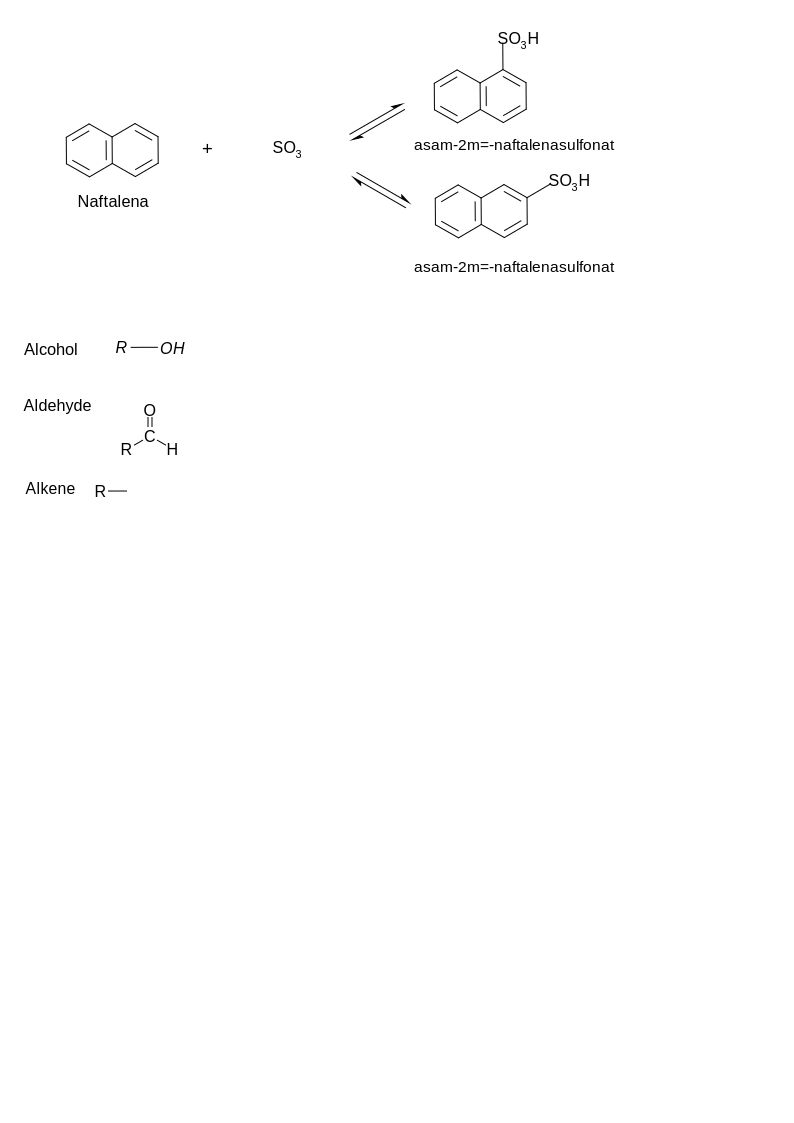 SO3H
asam-2m=-naftalenasulfonat
+ SO3
Naftalena
SO3H
asam-2m=-naftalenasulfonat
Alcohol R OH
Aldehyde
O
C
R H
Alkene R